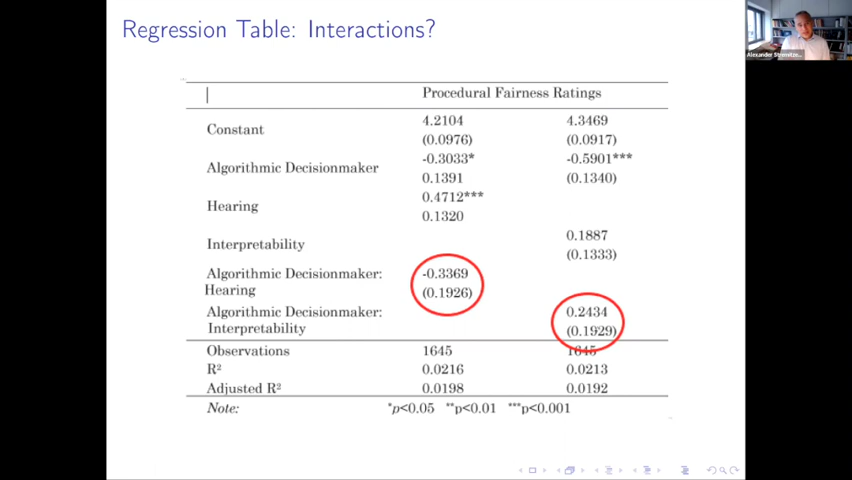 Regression Table: Interactions?
Procedural Fairness Ratings
Constant 4.2104 4.3469
(0.0976) (0.0917)
Algorithmic Decisionmaker -0.3033* -0.5901***
0.1391 (0.1340)
Hearing 0.4712***
0.1320
Interpretability 0.1887
(0.1333)
Algorithmic Decisionmaker: -0.3369
Hearing (0.1926)
Algorithmic Decisionmaker: 0.2434
Interpretability (0.1929)
Observations 1645 1645
R² 0.0216 0.0213
Adjusted R² 0.0198 0.0192
Note: *p<0.05 **p<0.01 ***p<0.001
Alexander